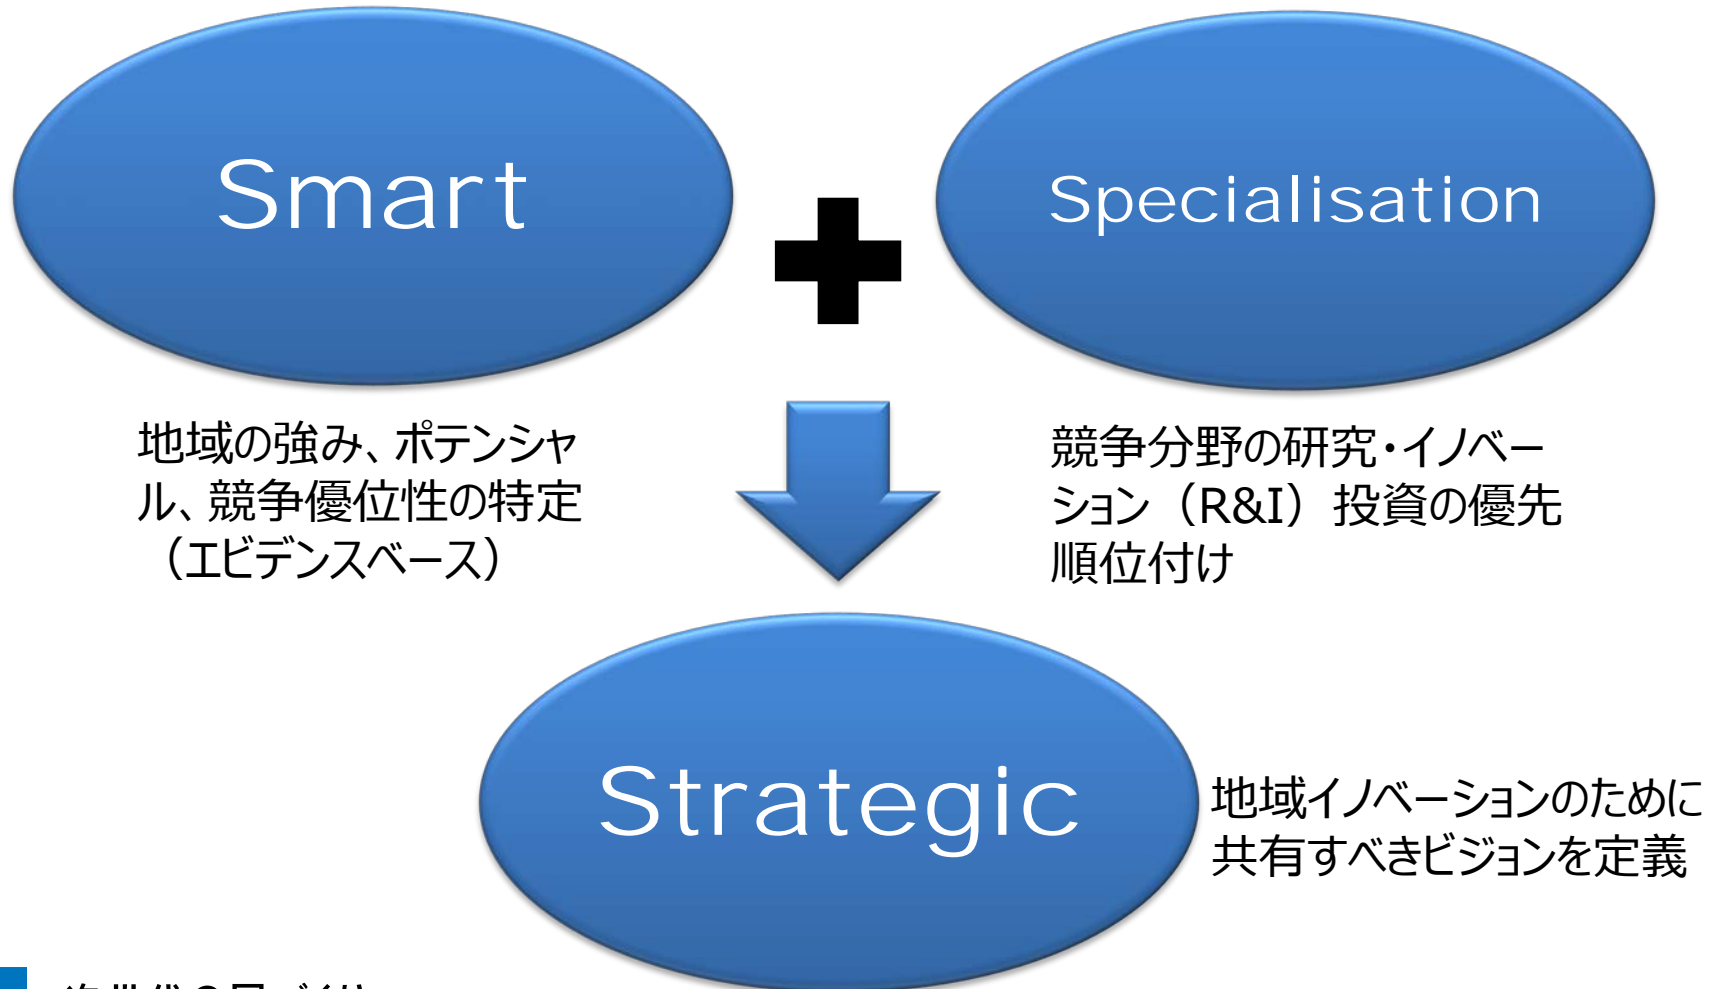 Smart
Specialisation
地域の強み、ポテンシャ
ル、競争優位性の特定
（エビデンスベース）
競争分野の研究・イノベー
ション（R&I）投資の優先
順位付け
Strategic
地域イノベーションのために
共有すべきビジョンを定義